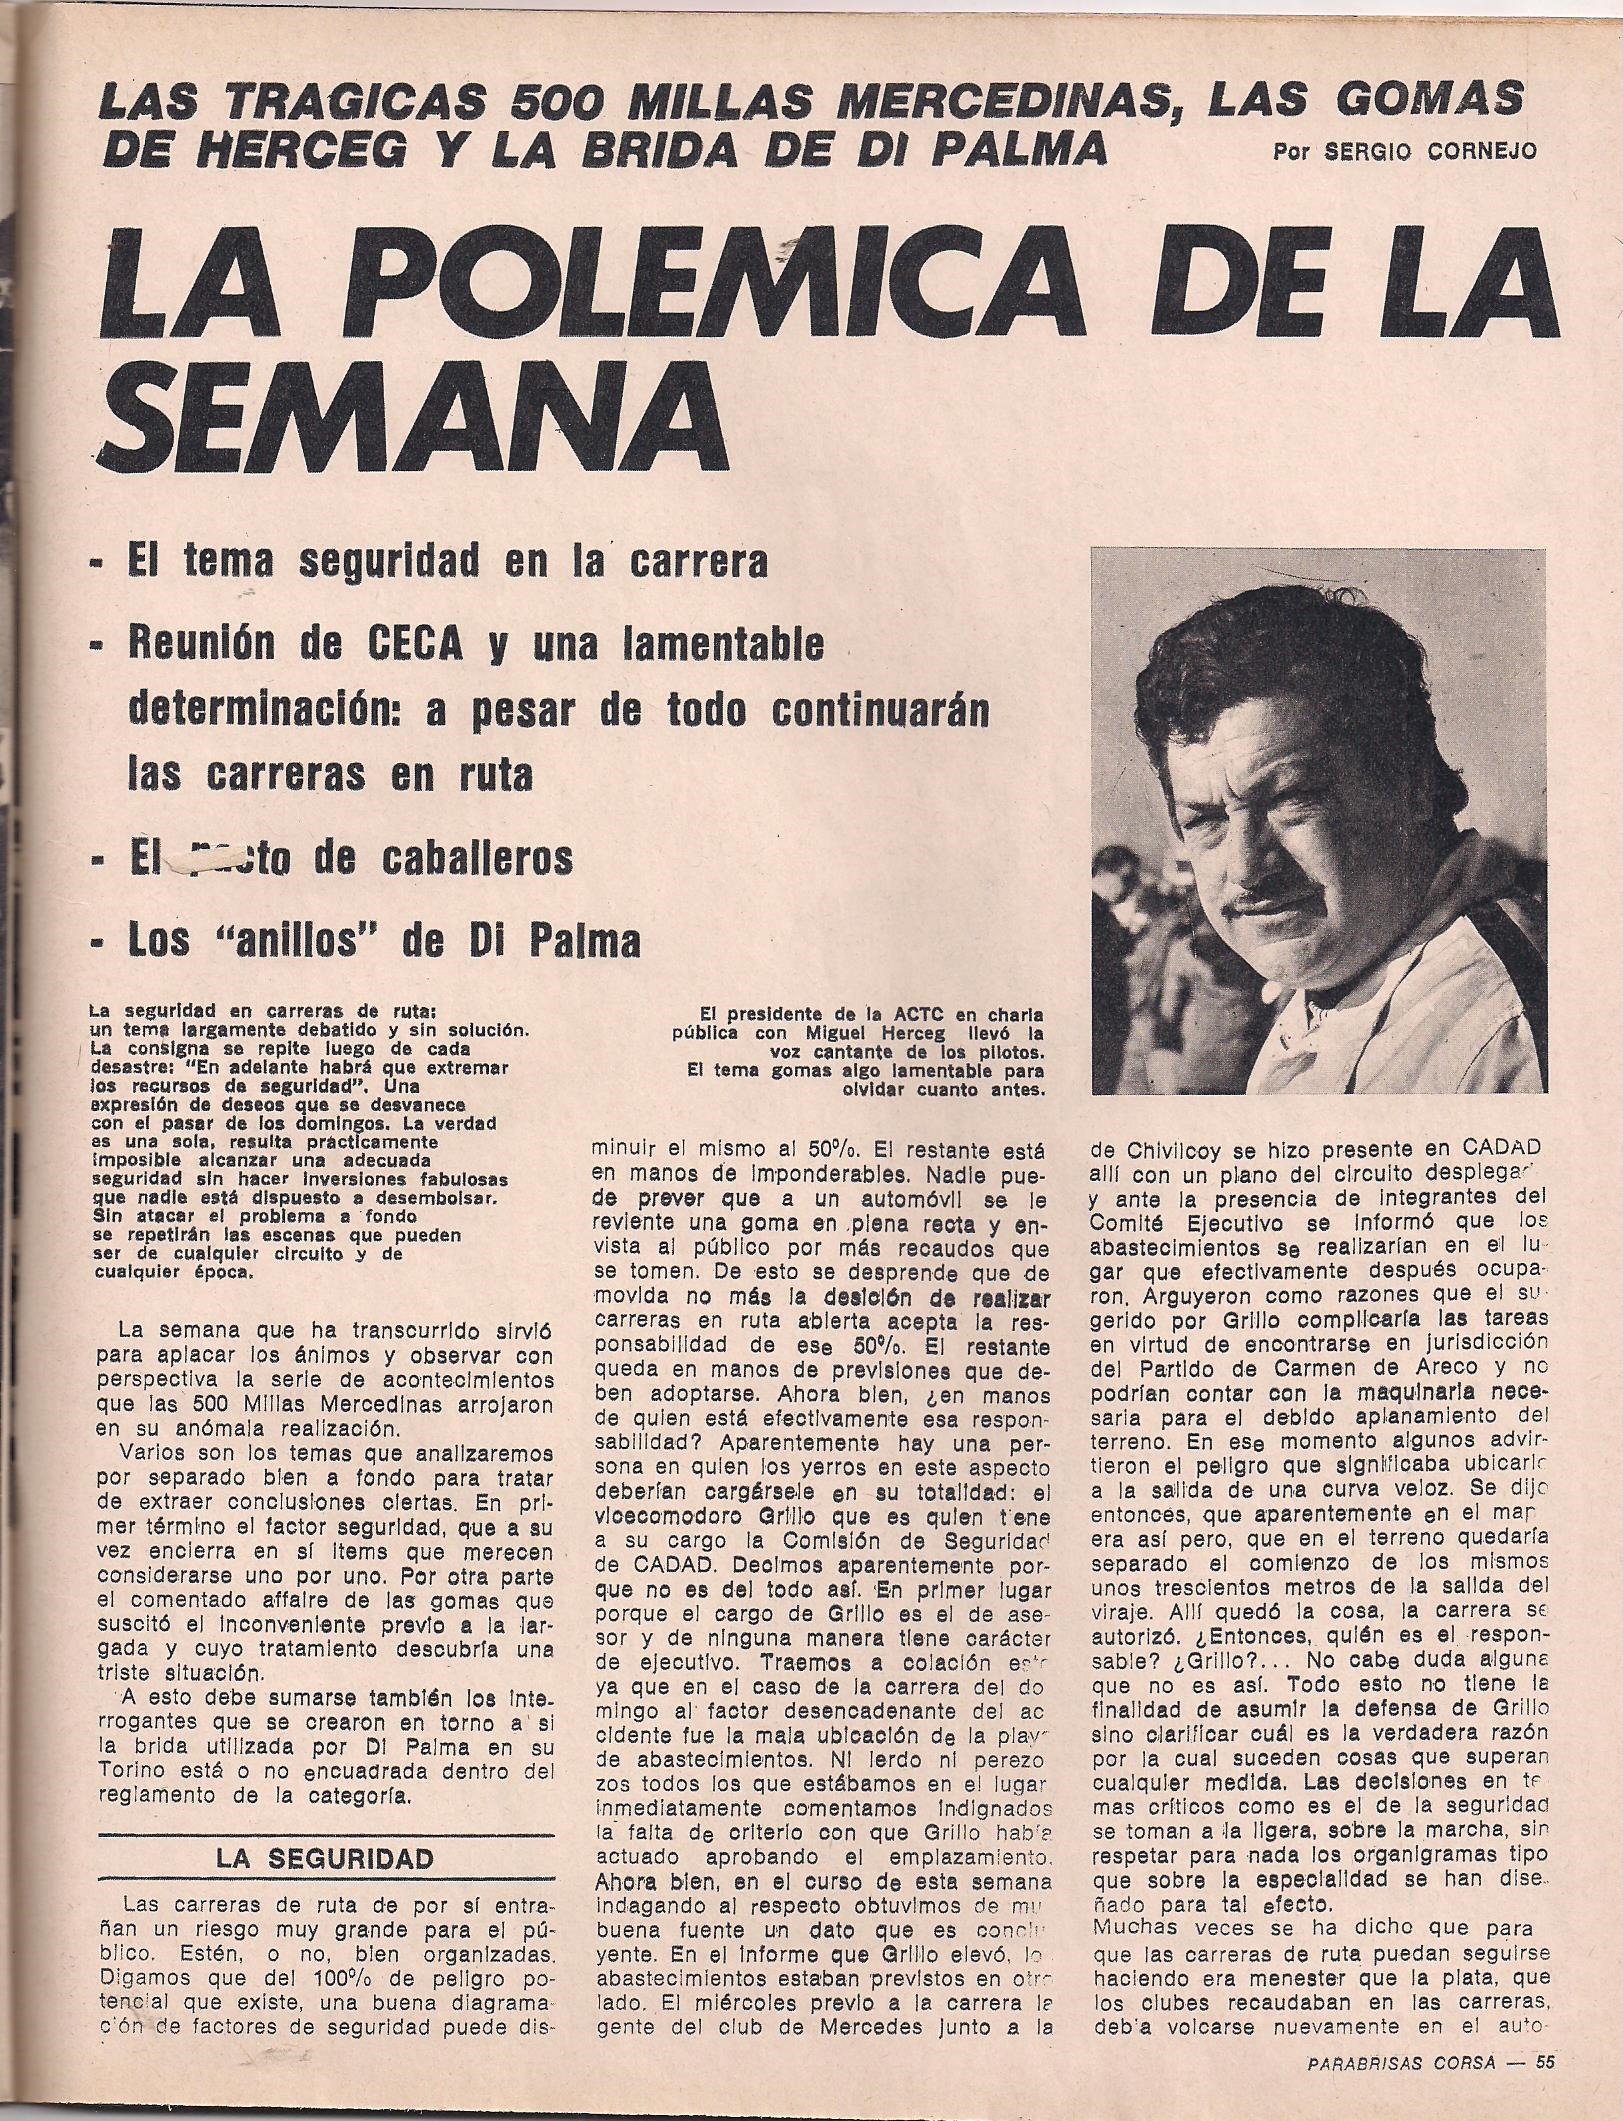 LAS TRAGICAS 500 MILLAS MERCEDINAS, LAS GOMAS
DE HERCEG Y LA BRIDA DE DI PALMA
Por SERGIO CORNEJO
LA POLEMICA DE LA
SEMANA
- El tema seguridad en la carrera
- Reunión de CECA y una lamentable
determinación: a pesar de todo continuarán
las carreras en ruta
- El pacto de caballeros
- Los “anillos” de Di Palma
La seguridad en carreras de ruta:
un tema largamente debatido y sin solución.
La consigna se repite luego de cada
desastre: “En adelante habrá que extremar
los recursos de seguridad”. Una
expresión de deseos que se desvanece
con el pasar de los domingos. La verdad
es una sola, resulta prácticamente
imposible alcanzar una adecuada
seguridad sin hacer inversiones fabulosas
que nadie está dispuesto a desembolsar.
Sin atacar el problema a fondo
se repetirán las escenas que pueden
ser de cualquier circuito y de
cualquier época.
El presidente de la ACTC en charla
pública con Miguel Herceg llevó la
voz cantante de los pilotos.
El tema gomas algo lamentable para
olvidar cuanto antes.
La semana que ha transcurrido sirvió
para aplacar los ánimos y observar con
perspectiva la serie de acontecimientos
que las 500 Millas Mercedinas arrojaron
en su anómala realización.
Varios son los temas que analizaremos
por separado bien a fondo para tratar
de extraer conclusiones ciertas. En pri-
mer término el factor seguridad, que a su
vez encierra en sí items que merecen
considerarse uno por uno. Por otra parte
el comentado affaire de las gomas que
suscitó el inconveniente previo a la lar-
gada y cuyo tratamiento descubría una
triste situación.
A esto debe sumarse también los inte-
rrogantes que se crearon en torno a si
la brida utilizada por Di Palma en su
Torino está o no encuadrada dentro del
reglamento de la categoría.
LA SEGURIDAD
Las carreras de ruta de por sí entra-
ñan un riesgo muy grande para el pú-
blico. Estén, o no, bien organizadas.
Digamos que del 100% de peligro po-
tencial que existe, una buena diagrama-
ción de factores de seguridad puede dis-
minuir el mismo al 50%. El restante está
en manos de imponderables. Nadie pue-
de prever que a un automóvil se le
reviente una goma en plena recta y en-
vista al público por más recaudos que
se tomen. De esto se desprende que de
movida no más la desición de realizar
carreras en ruta abierta acepta la res-
ponsabilidad de ese 50%. El restante
queda en manos de previsiones que de-
ben adoptarse. Ahora bien, ¿en manos
de quien está efectivamente esa respon-
sabilidad? Aparentemente hay una per-
sona en quien los yerros en este aspecto
deberían cargársele en su totalidad: el
vicecomodoro Grillo que es quien tiene
a su cargo la Comisión de Seguridad
de CADAD. Decimos aparentemente por-
que no es del todo así. En primer lugar
porque el cargo de Grillo es el de ase-
sor y de ninguna manera tiene carácter
de ejecutivo. Traemos a colación esto
ya que en el caso de la carrera del do
mingo al factor desencadenante del ac
cidente fue la mala ubicación de la playa
de abastecimientos. Ni lerdo ni perezo
zos todos los que estábamos en el lugar
inmediatamente comentamos indignados
la falta de criterio con que Grillo había
actuado aprobando el emplazamiento.
Ahora bien, en el curso de esta semana
indagando al respecto obtuvimos de muy
buena fuente un dato que es conclu
yente. En el informe que Grillo elevó, lo
abastecimientos estaban previstos en otro
lado. El miércoles previo a la carrera la
gente del club de Mercedes junto a la
de Chivilcoy se hizo presente en CADAD
allí con un plano del circuito desplegado
y ante la presencia de integrantes del
Comité Ejecutivo se informó que los
abastecimientos se realizarían en el lu-
gar que efectivamente después ocupa-
ron. Arguyeron como razones que el su-
gerido por Grillo complicaría las tareas
en virtud de encontrarse en jurisdicción
del Partido de Carmen de Areco y no
podrían contar con la maquinaria nece-
saria para el debido aplanamiento del
terreno. En ese momento algunos advir-
tieron el peligro que significaba ubicarlo
a la salida de una curva veloz. Se dijo
entonces, que aparentemente en el mapa
era así pero, que en el terreno quedaría
separado el comienzo de los mismos
unos trescientos metros de la salida del
viraje. Allí quedó la cosa, la carrera se
autorizó. ¿Entonces, quién es el respon-
sable? ¿Grillo?... No cabe duda alguna
que no es así. Todo esto no tiene la
finalidad de asumir la defensa de Grillo
sino clarificar cuál es la verdadera razón
por la cual suceden cosas que superan
cualquier medida. Las decisiones en te-
mas críticos como es el de la seguridad
se toman a la ligera, sobre la marcha, sin
respetar para nada los organigramas tipo
que sobre la especialidad se han dise-
ñado para tal efecto.
Muchas veces se ha dicho que para
que las carreras de ruta puedan seguirse
haciendo era menester que la plata, que
los clubes recaudaban en las carreras,
debía volcarse nuevamente en el auto-
PARABRISAS CORSA — 55